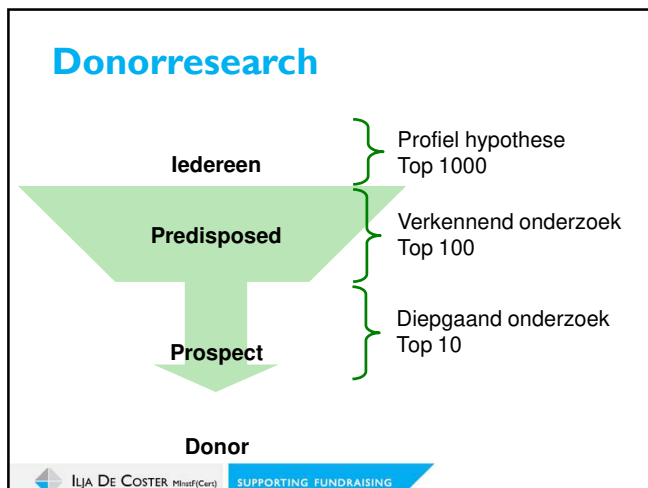 Donorresearch
Iedereen
Profiel hypothese
Top 1000
Predisposed
Verkennend onderzoek
Top 100
Prospect
Diepgaand onderzoek
Top 10
Donor
ILJA DE COSTER MInstF(Cert)
SUPPORTING FUNDRAISING